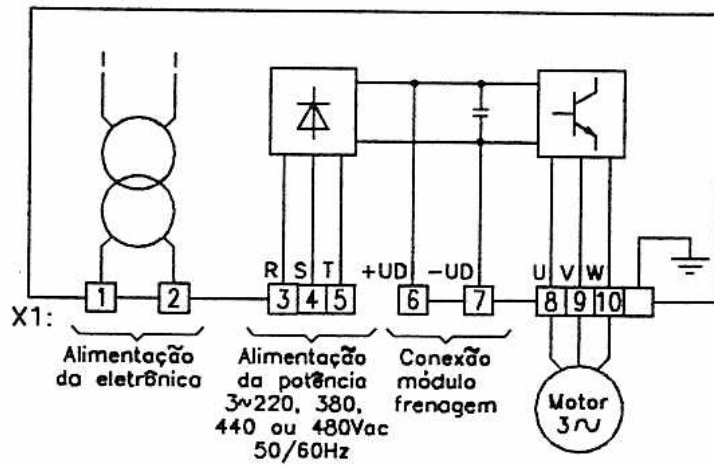 R S T +UD -UD U V W
1 2 3 4 5 6 7 8 9 10
X1:
Alimentação
da eletrônica
Alimentação
da potência
3~220, 380,
440 ou 480Vac
50/60Hz
Conexão
módulo
frenagem
Motor
3~